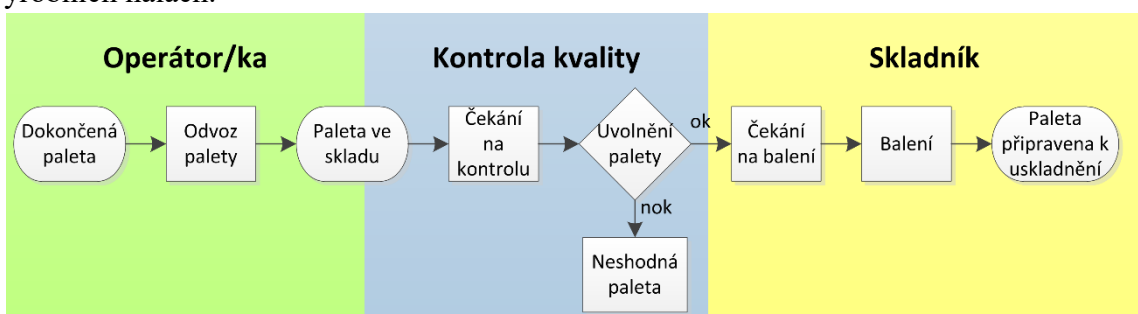 Operátor/ka
Kontrola kvality
Skladník
Dokončená
paleta
Odvoz
palety
Paleta ve
skladu
Čekání
na
kontrolu
Uvolnění
palety
ok
nok
Neshodná
paleta
Čekání
na balení
Balení
Paleta
připravena k
uskladnění